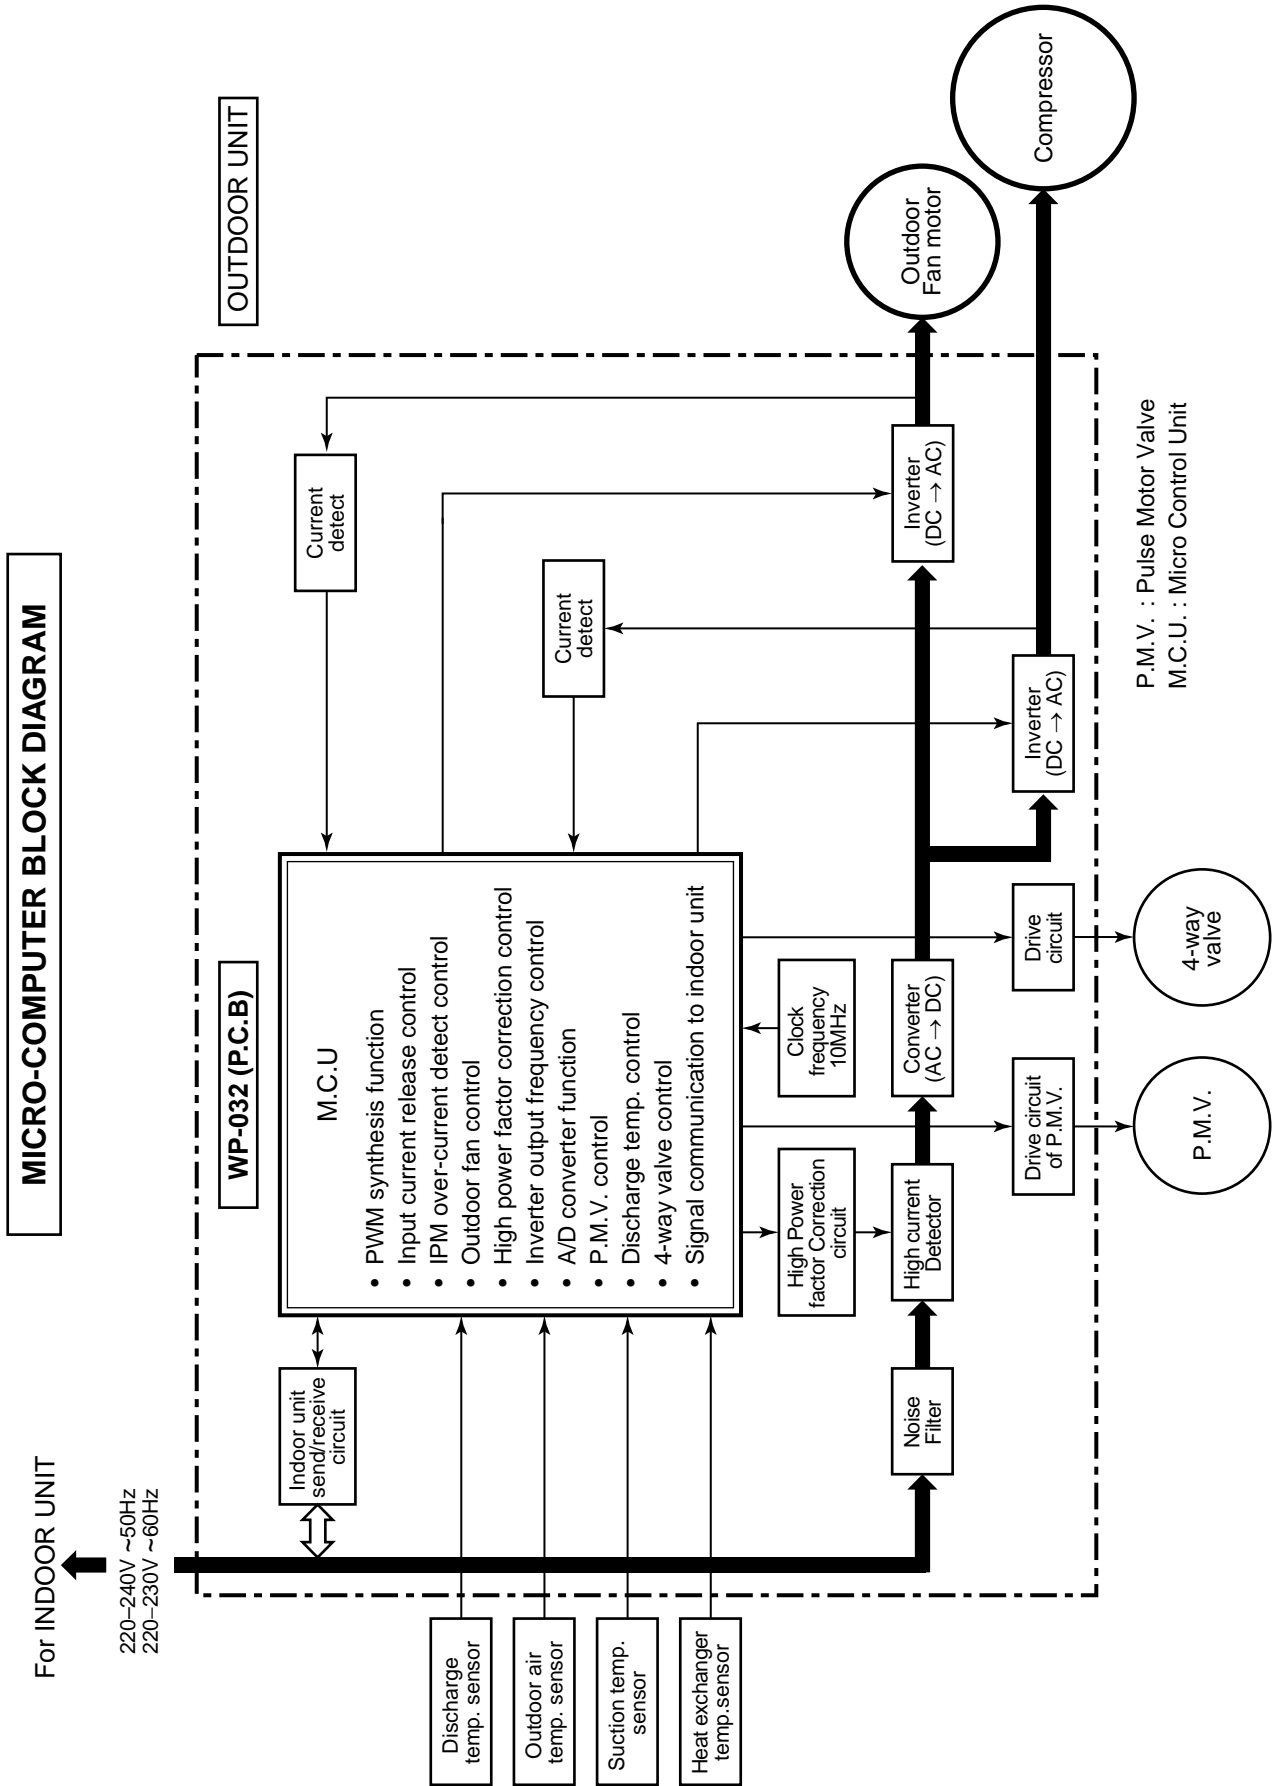 MICRO-COMPUTER BLOCK DIAGRAM
For INDOOR UNIT
220–240V ~50Hz
220–230V ~60Hz
WP-032 (P.C.B)
OUTDOOR UNIT
Indoor unit
send/receive
circuit
M.C.U
• PWM synthesis function
• Input current release control
• IPM over-current detect control
• Outdoor fan control
• High power factor correction control
• Inverter output frequency control
• A/D converter function
• P.M.V. control
• Discharge temp. control
• 4-way valve control
• Signal communication to indoor unit
Current
detect
Current
detect
Discharge
temp. sensor
Outdoor air
temp. sensor
Suction temp.
sensor
Heat exchanger
temp.sensor
High Power
factor Correction
circuit
Clock
frequency
10MHz
Noise
Filter
High current
Detector
Converter
(AC → DC)
Inverter
(DC → AC)
Outdoor
Fan motor
Drive circuit
of P.M.V.
Drive
circuit
Inverter
(DC → AC)
Compressor
P.M.V.
4-way
valve
P.M.V. : Pulse Motor Valve
M.C.U. : Micro Control Unit